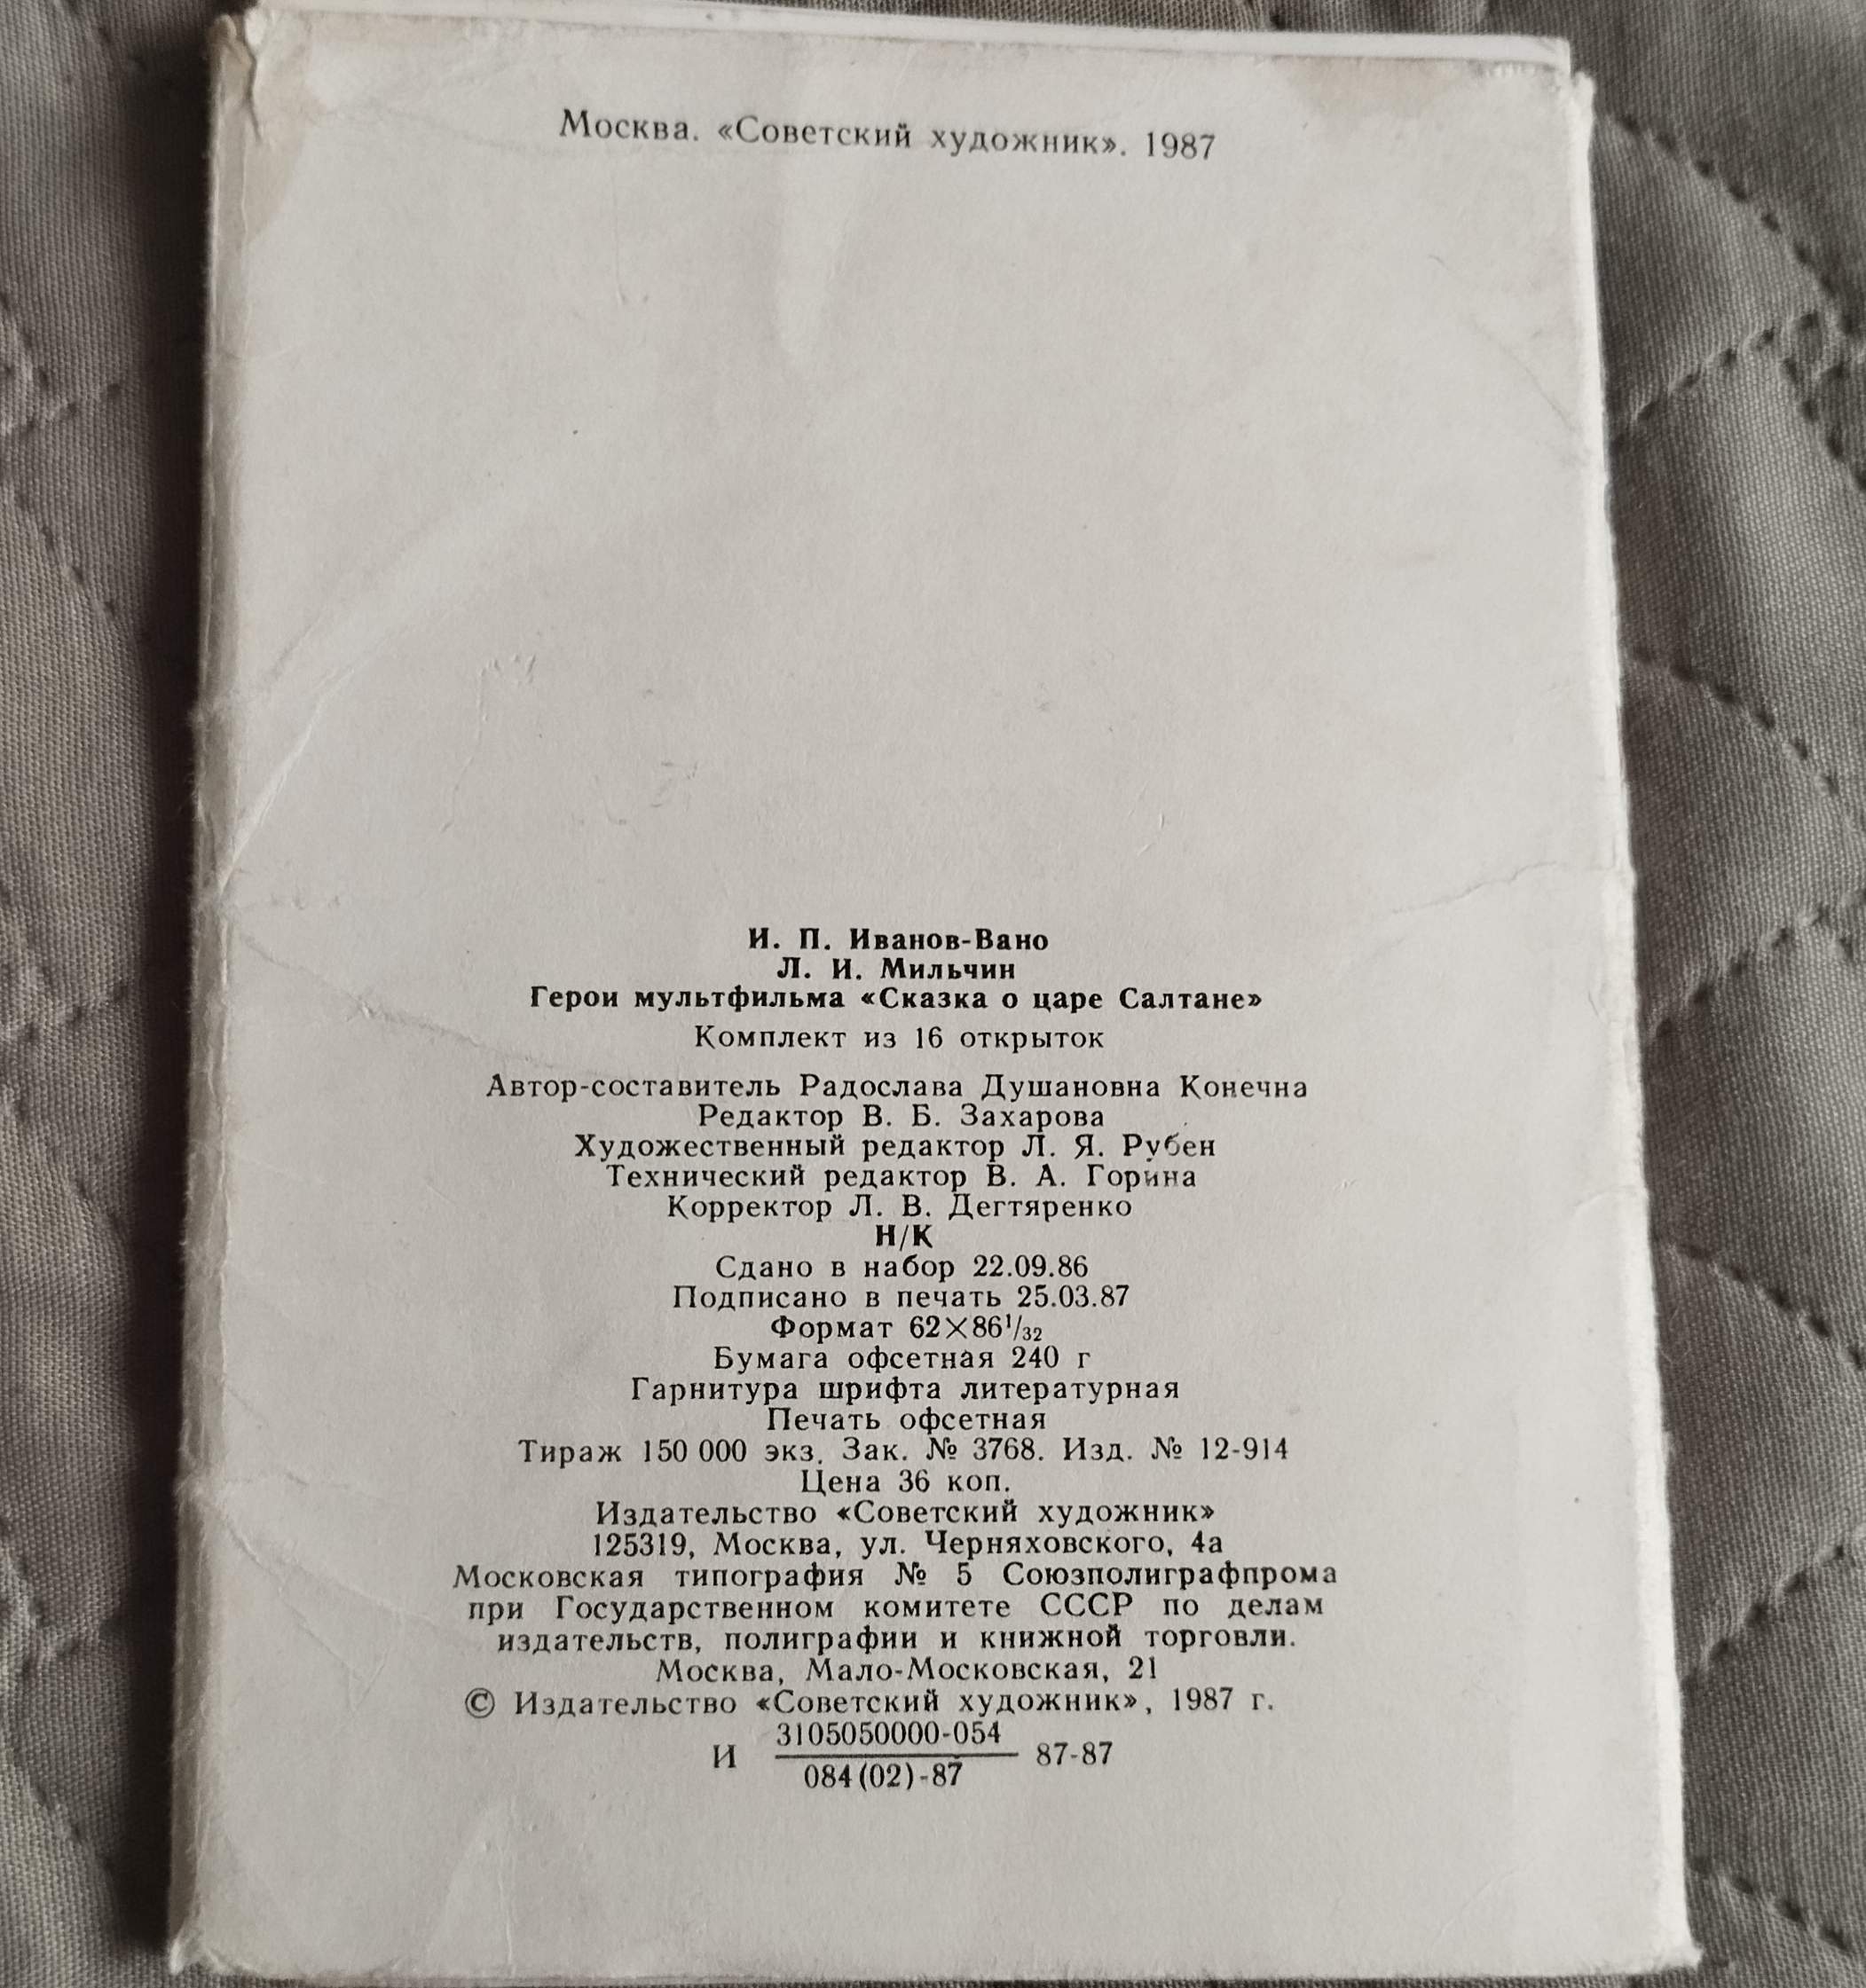 Москва. «Советский художник». 1987
И. П. Иванов-Вано
Л. И. Мильчин
Герои мультфильма «Сказка о царе Салтане»
Комплект из 16 открыток
Автор-составитель Радослава Душановна Конечна
Редактор В. Б. Захарова
Художественный редактор Л. Я. Рубен
Технический редактор В. А. Горина
Корректор Л. В. Дегтяренко
Н/К
Сдано в набор 22.09.86
Подписано в печать 25.03.87
Формат 62×86¹/₃₂
Бумага офсетная 240 г
Гарнитура шрифта литературная
Печать офсетная
Тираж 150 000 экз. Зак. № 3768. Изд. № 12-914
Цена 36 коп.
Издательство «Советский художник»
125319, Москва, ул. Черняховского, 4а
Московская типография № 5 Союзполиграфпрома
при Государственном комитете СССР по делам
издательств, полиграфии и книжной торговли.
Москва, Мало-Московская, 21
© Издательство «Советский художник», 1987 г.
3105050000-054
И 87-87
084(02)-87